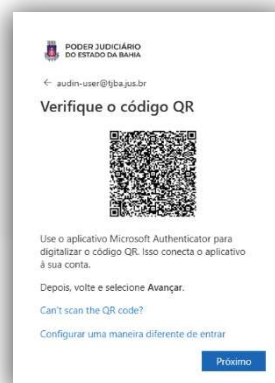 PODER JUDICIÁRIO
DO ESTADO DA BAHIA
← audin-user@tjba.jus.br
Verifique o código QR
Use o aplicativo Microsoft Authenticator para
digitalizar o código QR. Isso conecta o aplicativo
à sua conta.
Depois, volte e selecione Avançar.
Can't scan the QR code?
Configurar uma maneira diferente de entrar
Próximo